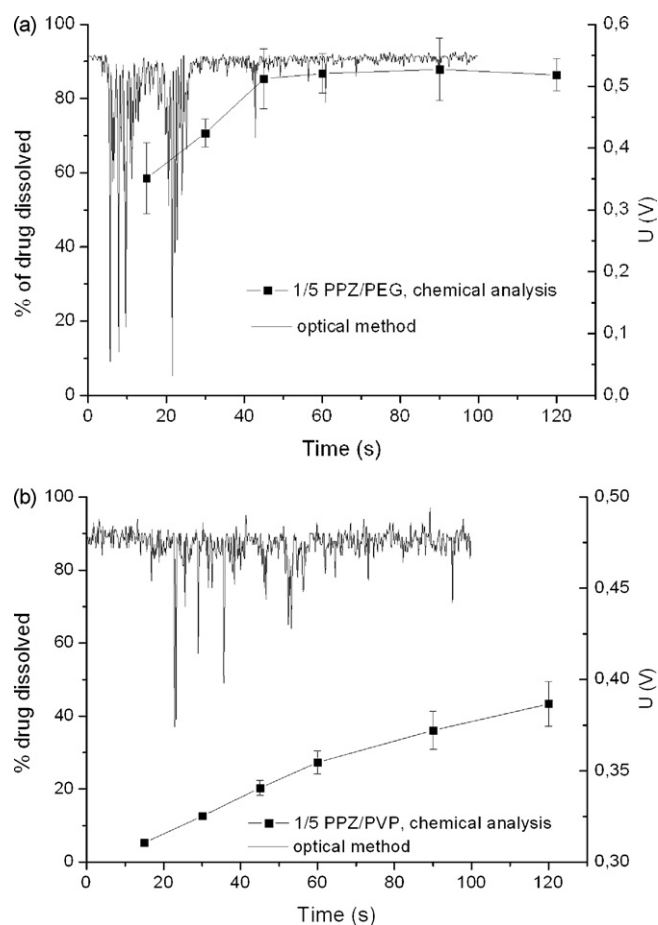 (a)
100
80
60
40
20
0
% of drug dissolved
0,6
0,5
0,4
0,3
0,2
0,1
0,0
U (V)
1/5 PPZ/PEG, chemical analysis
optical method
0 20 40 60 80 100 120
Time (s)
(b)
100
80
60
40
20
0
% drug dissolved
0,50
0,45
0,40
0,35
0,30
U (V)
1/5 PPZ/PVP, chemical analysis
optical method
0 20 40 60 80 100 120
Time (s)